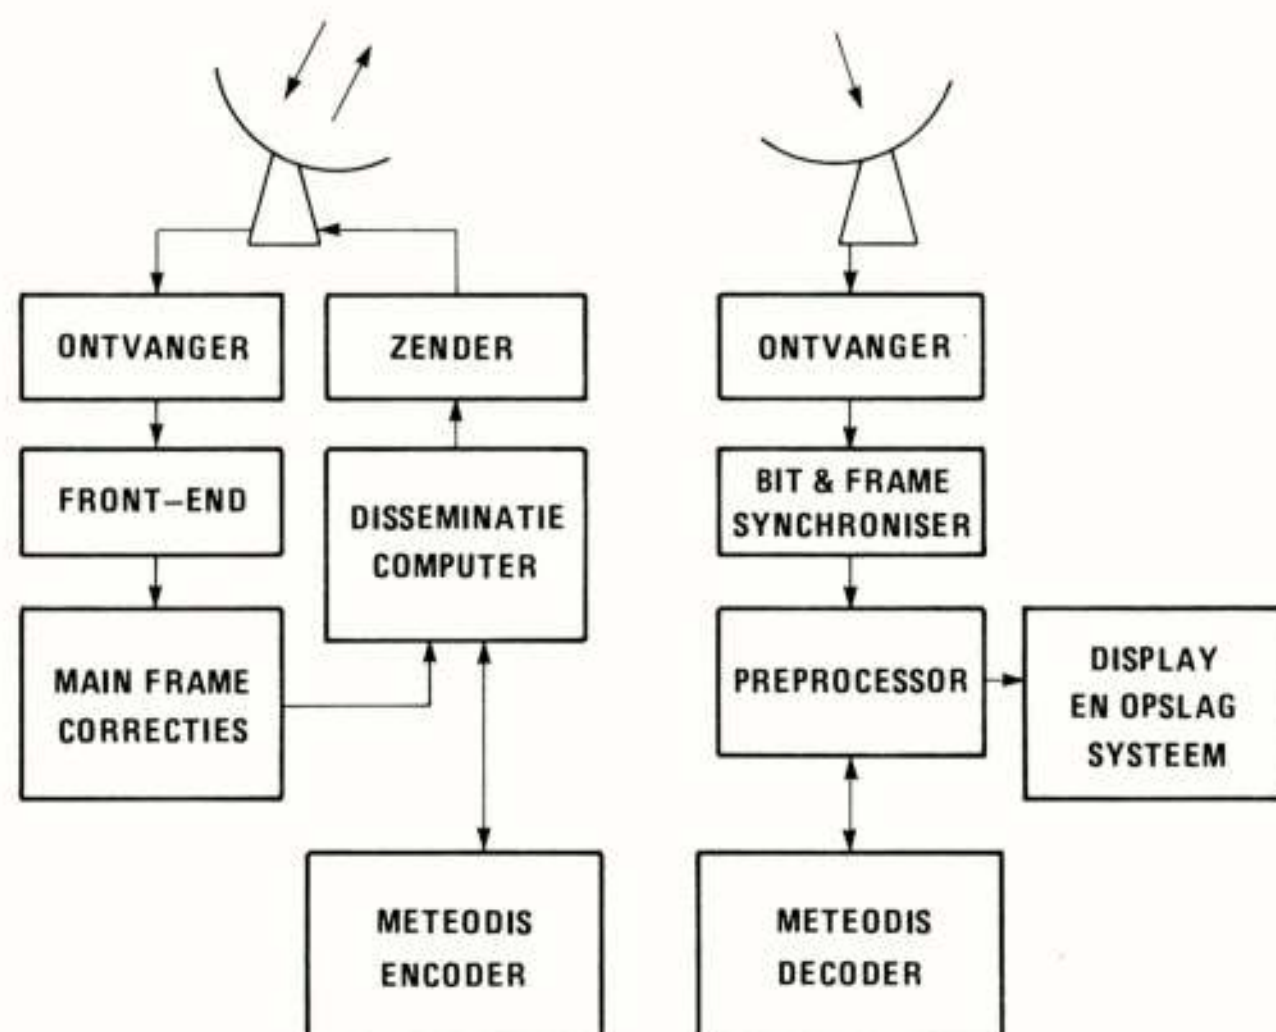 ONTVANGER
ZENDER
FRONT–END
DISSEMINATIE
COMPUTER
MAIN FRAME
CORRECTIES
METEODIS
ENCODER
ONTVANGER
BIT & FRAME
SYNCHRONISER
PREPROCESSOR
DISPLAY
EN OPSLAG
SYSTEEM
METEODIS
DECODER